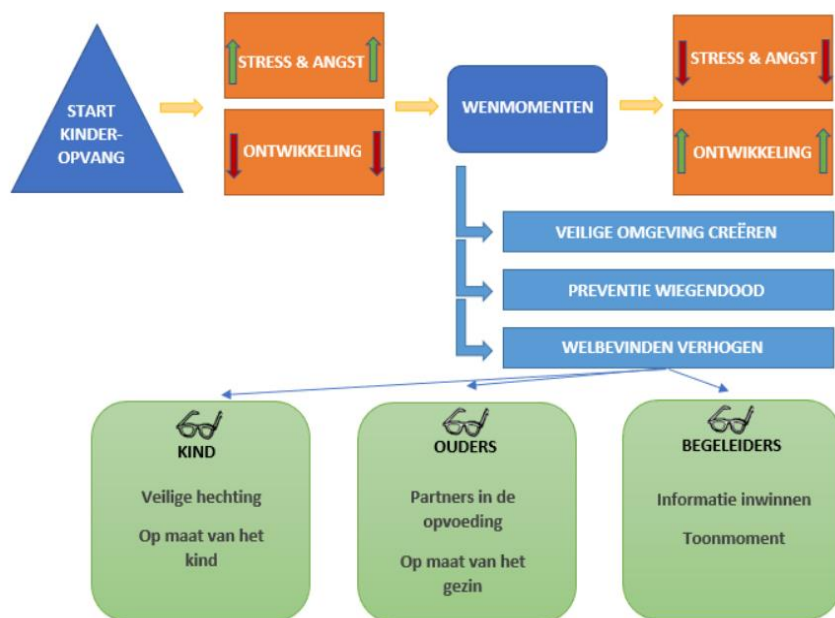 START
KINDER-
OPVANG
STRESS & ANGST
ONTWIKKELING
WENMOMENTEN
STRESS & ANGST
ONTWIKKELING
VEILIGE OMGEVING CREËREN
PREVENTIE WIEGENDOOD
WELBEVINDEN VERHOGEN
KIND
Veilige hechting
Op maat van het
kind
OUDERS
Partners in de
opvoeding
Op maat van het
gezin
BEGELEIDERS
Informatie inwinnen
Toonmoment